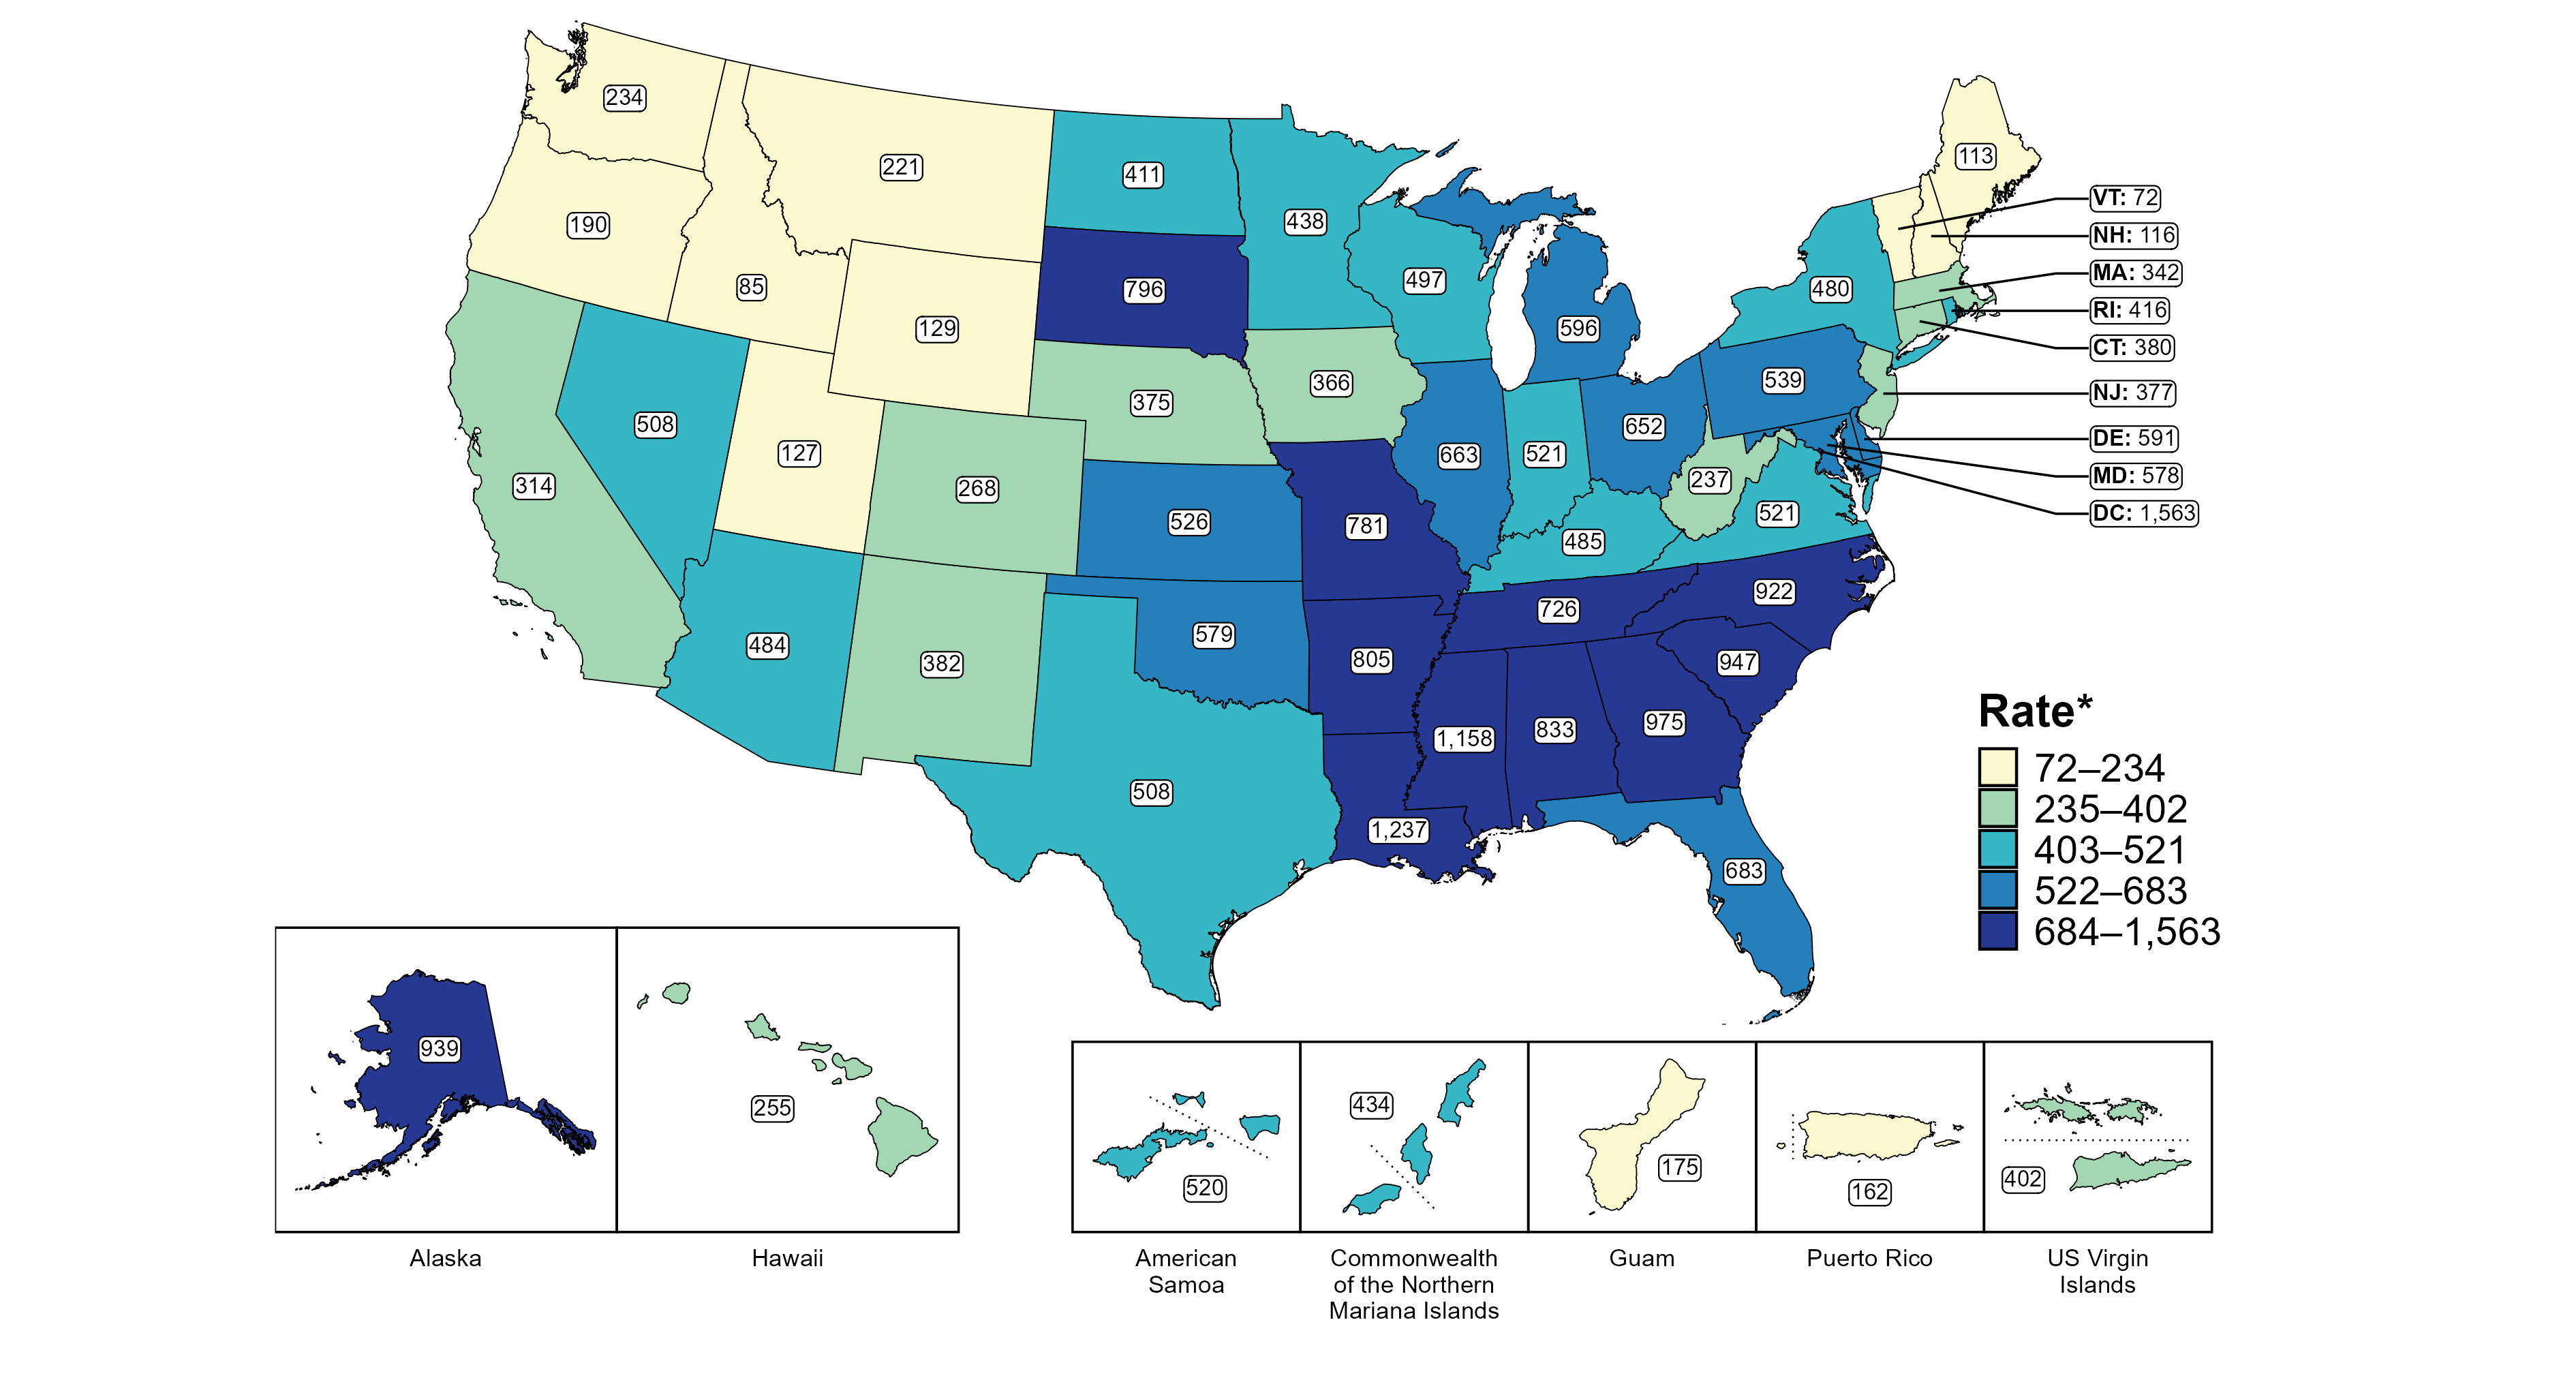 234
221
411
438
113
VT: 72
NH: 116
MA: 342
RI: 416
CT: 380
NJ: 377
DE: 591
MD: 578
DC: 1,563
190
85
129
796
497
596
480
508
127
268
375
366
663
521
652
539
237
521
314
526
781
485
922
484
382
579
805
726
947
508
1,158
833
975
1,237
683
Rate*
72–234
235–402
403–521
522–683
684–1,563
939
255
520
434
175
162
402
Alaska
Hawaii
American
Samoa
Commonwealth
of the Northern
Mariana Islands
Guam
Puerto Rico
US Virgin
Islands